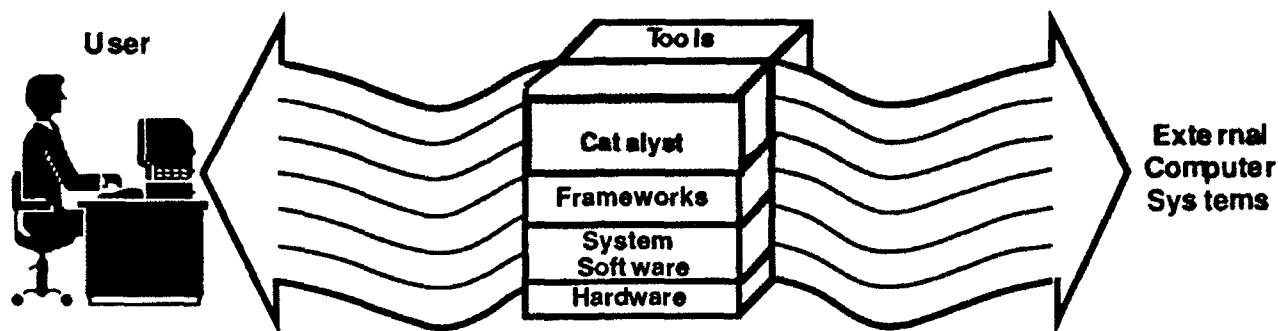 User
Tools
Catalyst
Frameworks
System
Software
Hardware
External
Computer
Systems